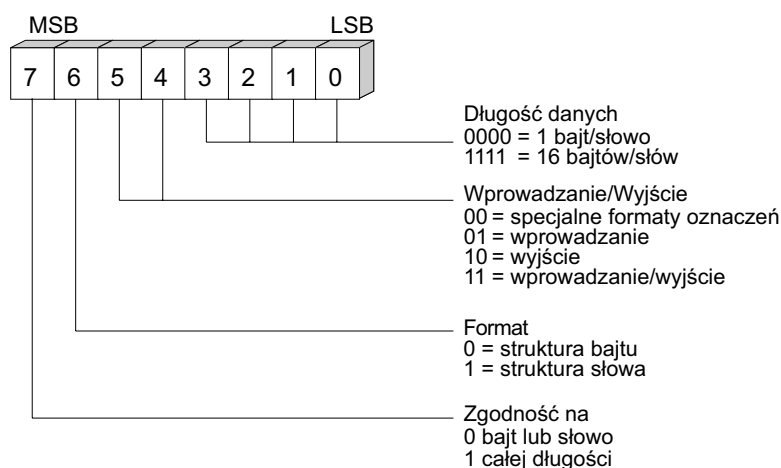 MSB LSB
7 6 5 4 3 2 1 0
Długość danych
0000 = 1 bajt/słowo
1111 = 16 bajtów/słów
Wprowadzanie/Wyjście
00 = specjalne formaty oznaczeń
01 = wprowadzanie
10 = wyjście
11 = wprowadzanie/wyjście
Format
0 = struktura bajtu
1 = struktura słowa
Zgodność na
0 bajt lub słowo
1 całej długości